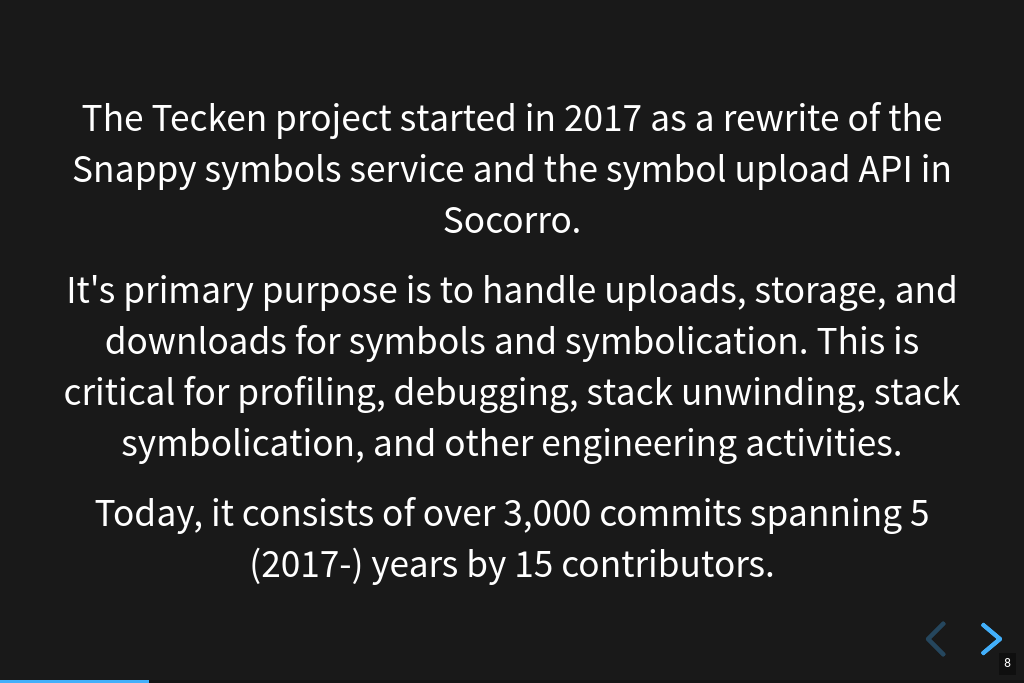 The Tecken project started in 2017 as a rewrite of the
Snappy symbols service and the symbol upload API in
Socorro.
It's primary purpose is to handle uploads, storage, and
downloads for symbols and symbolication. This is
critical for profiling, debugging, stack unwinding, stack
symbolication, and other engineering activities.
Today, it consists of over 3,000 commits spanning 5
(2017-) years by 15 contributors.
8